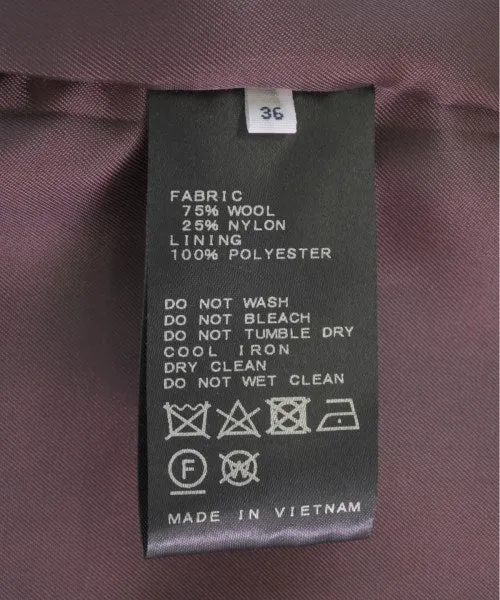 36
FABRIC
75% WOOL
25% NYLON
LINING
100% POLYESTER
DO NOT WASH
DO NOT BLEACH
DO NOT TUMBLE DRY
COOL IRON
DRY CLEAN
DO NOT WET CLEAN
F W
MADE IN VIETNAM